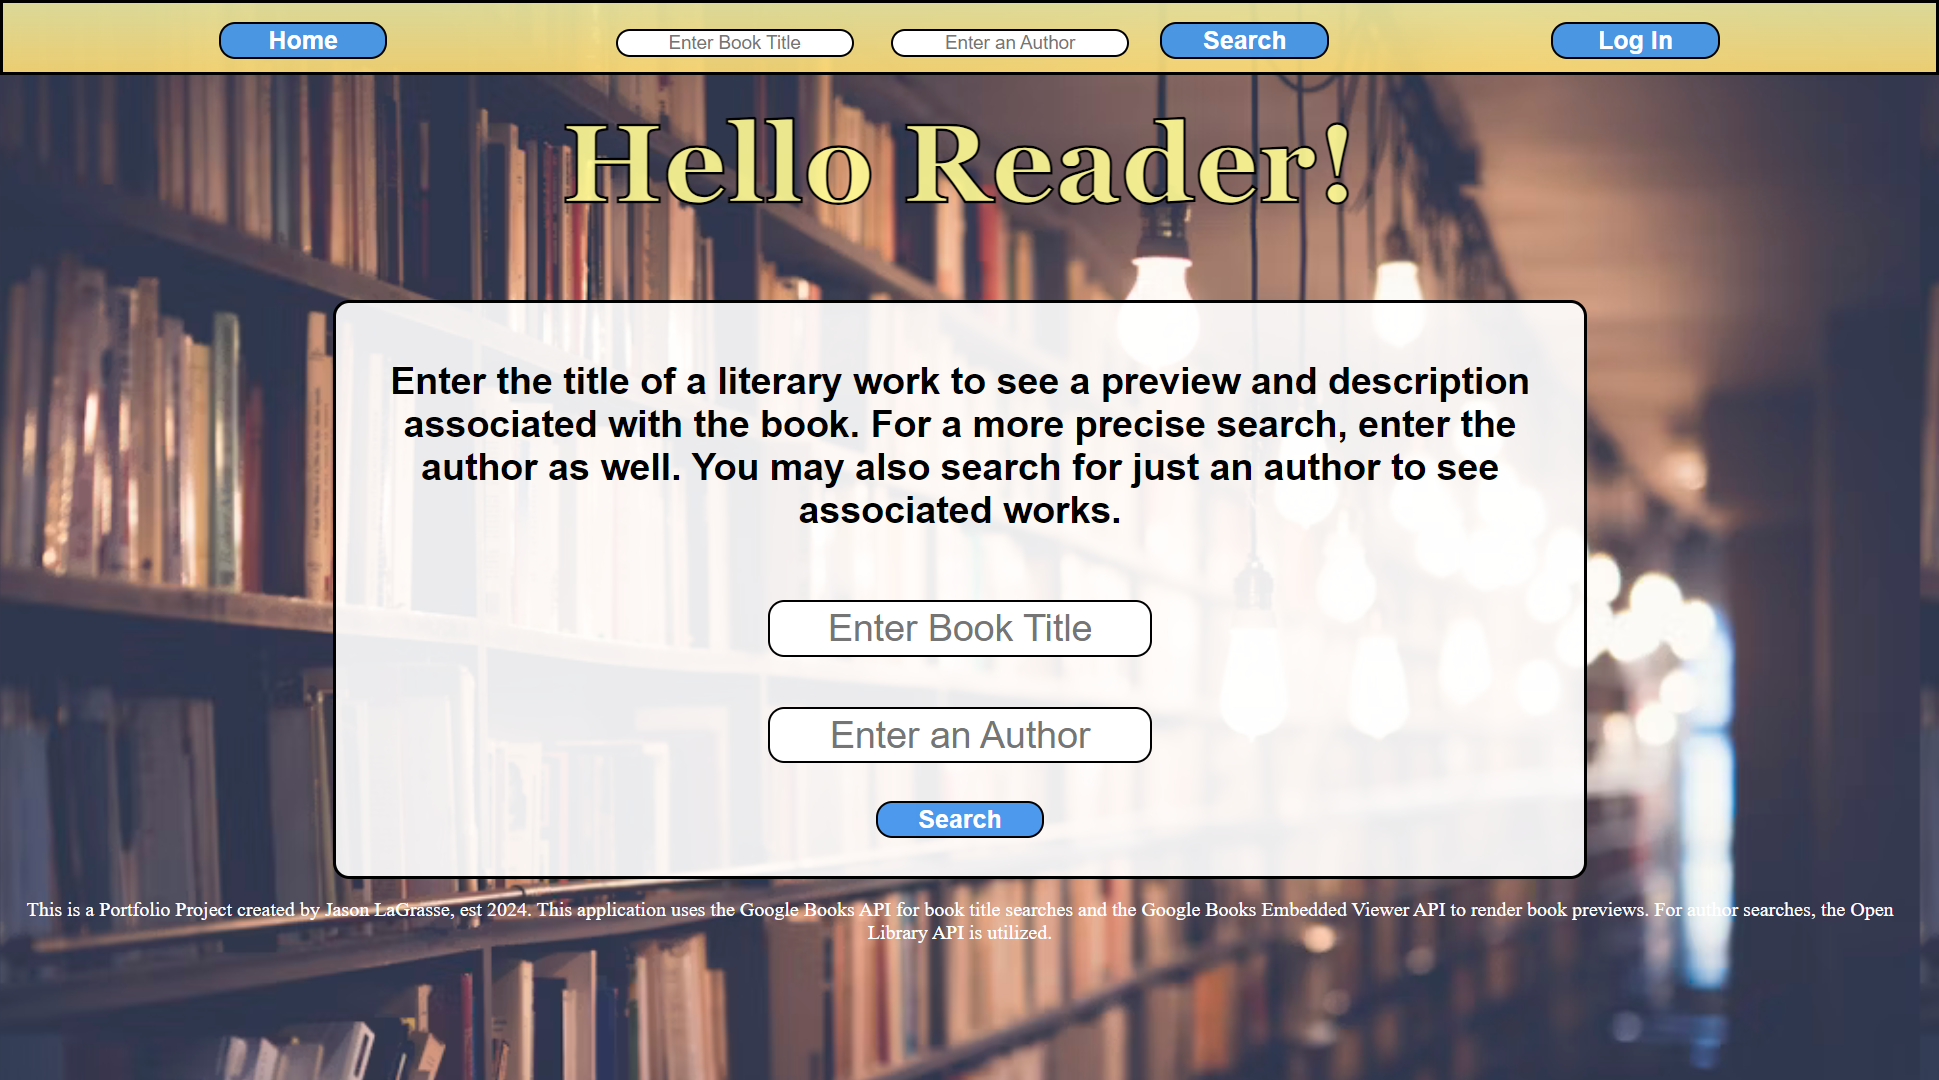 Home
Enter Book Title
Enter an Author
Search
Log In
Hello Reader!
Enter the title of a literary work to see a preview and description
associated with the book. For a more precise search, enter the
author as well. You may also search for just an author to see
associated works.
Enter Book Title
Enter an Author
Search
This is a Portfolio Project created by Jason LaGrasse, est 2024. This application uses the Google Books API for book title searches and the Google Books Embedded Viewer API to render book previews. For author searches, the Open
Library API is utilized.